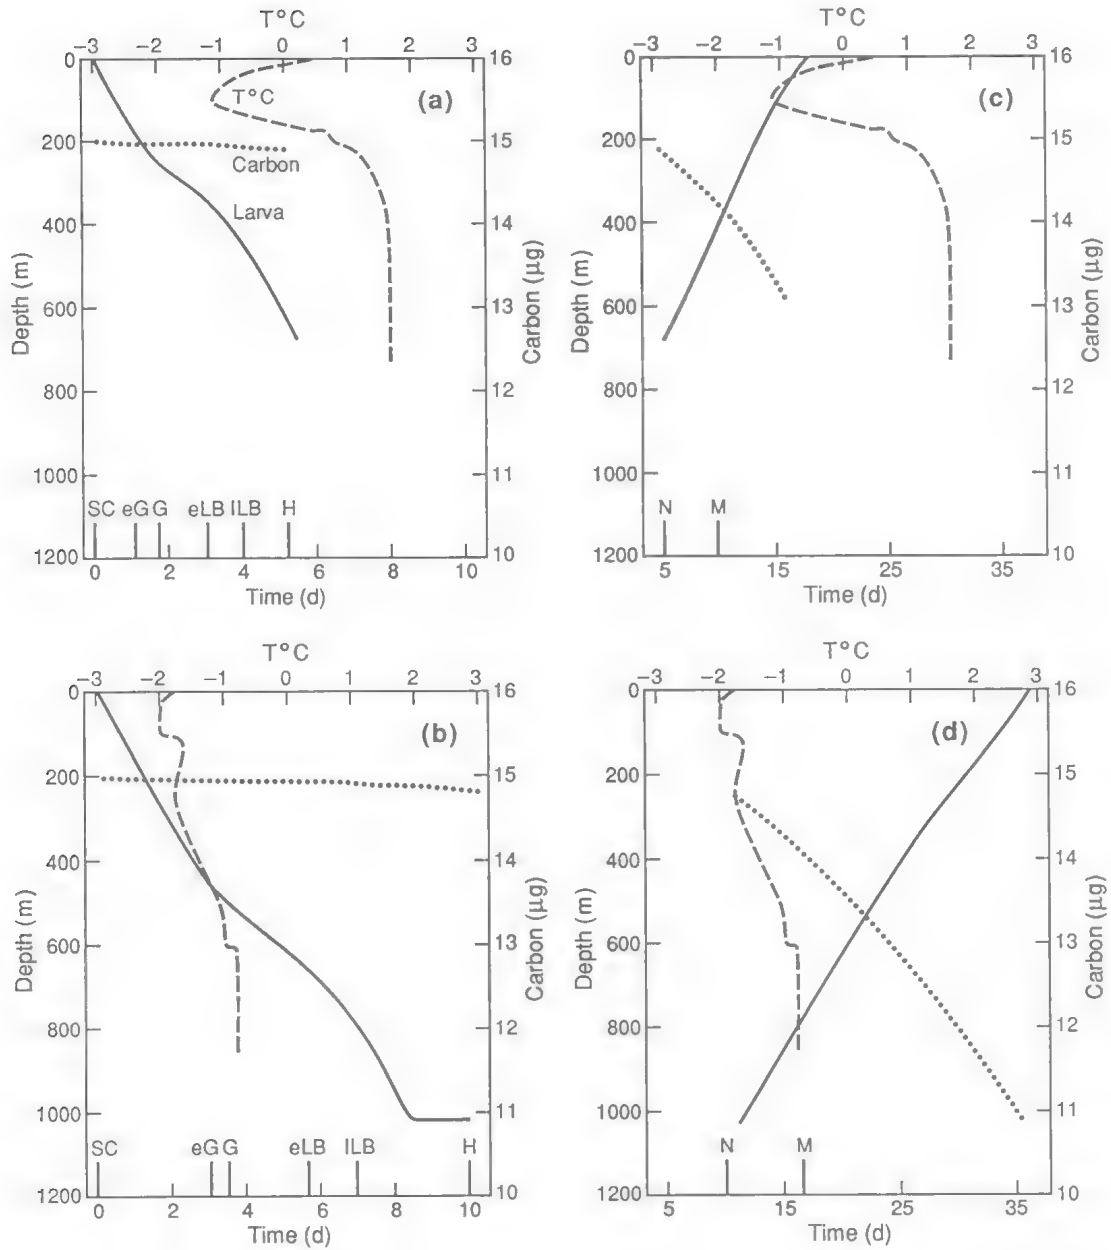 T°C
−3 −2 −1 0 1 2 3
0 16
(a)
T°C
200 15
Carbon
Larva
400 14
Depth (m)
Carbon (μg)
600 13
800 12
1000 11
SC eG G eLB lLB H
1200 10
0 2 4 6 8 10
Time (d)
T°C
−3 −2 −1 0 1 2 3
0 16
(c)
200 15
400 14
Depth (m)
Carbon (μg)
600 13
800 12
1000 11
N M
1200 10
5 15 25 35
Time (d)
T°C
−3 −2 −1 0 1 2 3
0 16
(b)
200 15
400 14
Depth (m)
Carbon (μg)
600 13
800 12
1000 11
SC eG G eLB lLB H
1200 10
0 2 4 6 8 10
Time (d)
T°C
−3 −2 −1 0 1 2 3
0 16
(d)
200 15
400 14
Depth (m)
Carbon (μg)
600 13
800 12
1000 11
N M
1200 10
5 15 25 35
Time (d)